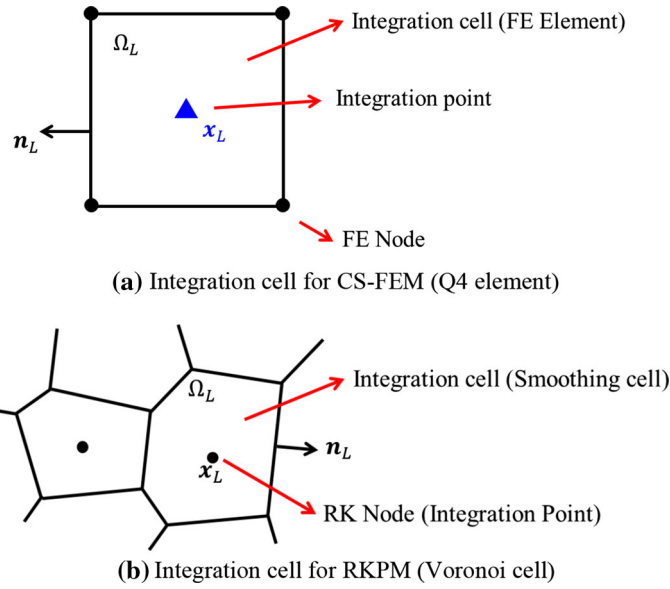 Integration cell (FE Element)
Ω_L
Integration point
x_L
n_L
FE Node
(a) Integration cell for CS-FEM (Q4 element)
Ω_L
Integration cell (Smoothing cell)
n_L
x_L
RK Node (Integration Point)
(b) Integration cell for RKPM (Voronoi cell)